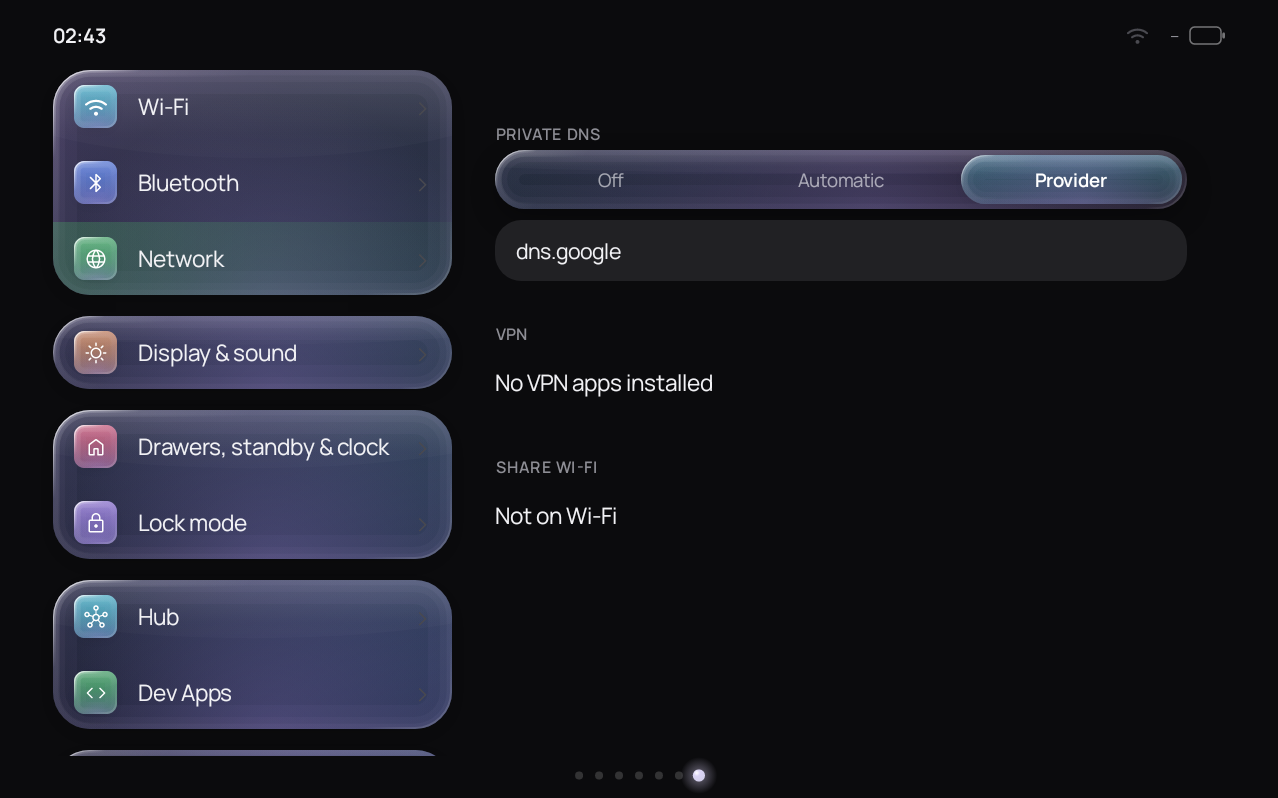 02:43
–
Wi-Fi
Bluetooth
Network
Display & sound
Drawers, standby & clock
Lock mode
Hub
Dev Apps
PRIVATE DNS
Off Automatic Provider
dns.google
VPN
No VPN apps installed
SHARE WI-FI
Not on Wi-Fi